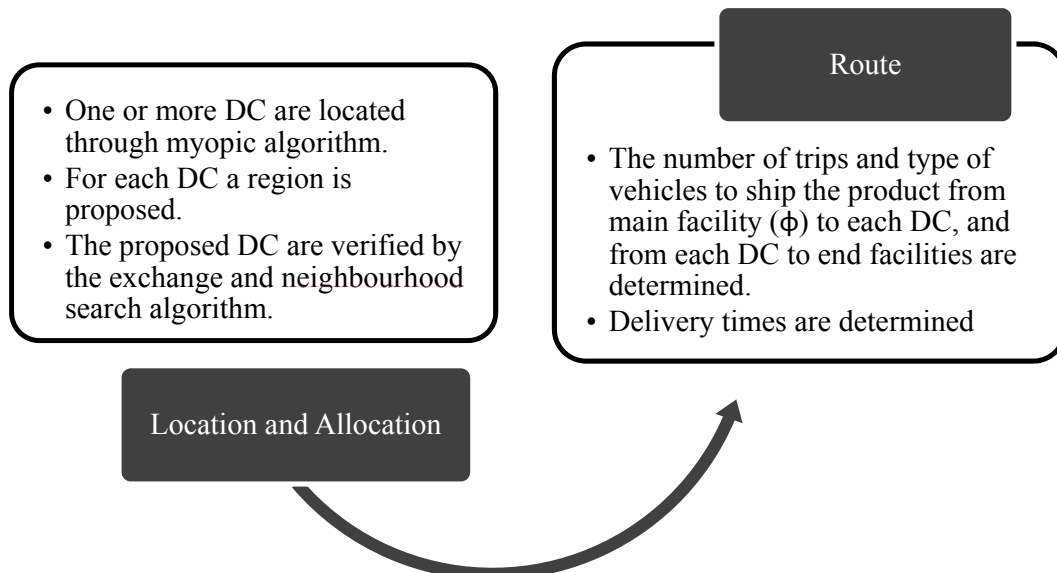 • One or more DC are located
through myopic algorithm.
• For each DC a region is
proposed.
• The proposed DC are verified by
the exchange and neighbourhood
search algorithm.
Location and Allocation
Route
• The number of trips and type of
vehicles to ship the product from
main facility (ϕ) to each DC, and
from each DC to end facilities are
determined.
• Delivery times are determined